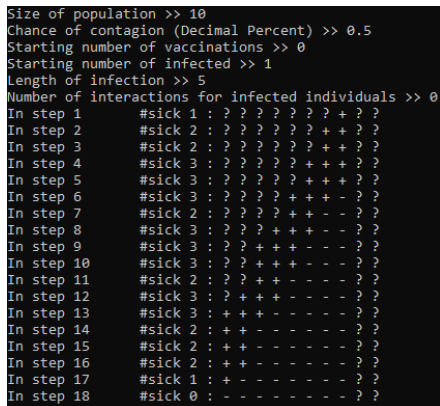 Size of population >> 10
Chance of contagion (Decimal Percent) >> 0.5
Starting number of vaccinations >> 0
Starting number of infected >> 1
Length of infection >> 5
Number of interactions for infected individuals >> 0
In step 1 #sick 1 : ? ? ? ? ? ? ? + ? ?
In step 2 #sick 2 : ? ? ? ? ? ? + + ? ?
In step 3 #sick 2 : ? ? ? ? ? ? + + ? ?
In step 4 #sick 3 : ? ? ? ? ? + + + ? ?
In step 5 #sick 3 : ? ? ? ? ? + + + ? ?
In step 6 #sick 3 : ? ? ? ? + + + - ? ?
In step 7 #sick 2 : ? ? ? ? + + - - ? ?
In step 8 #sick 3 : ? ? ? + + + - - ? ?
In step 9 #sick 3 : ? ? + + + - - - ? ?
In step 10 #sick 3 : ? ? + + + - - - ? ?
In step 11 #sick 2 : ? ? + + - - - - ? ?
In step 12 #sick 3 : ? + + + - - - - ? ?
In step 13 #sick 3 : + + + - - - - - ? ?
In step 14 #sick 2 : + + - - - - - - ? ?
In step 15 #sick 2 : + + - - - - - - ? ?
In step 16 #sick 2 : + + - - - - - - ? ?
In step 17 #sick 1 : + - - - - - - - ? ?
In step 18 #sick 0 : - - - - - - - - ? ?